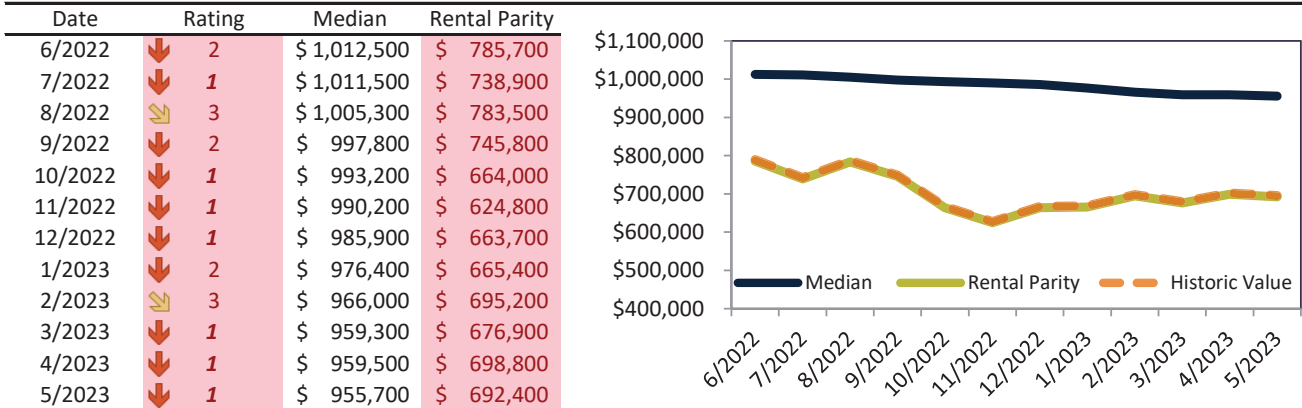 Date Rating Median Rental Parity
6/2022 2 $ 1,012,500 $ 785,700
7/2022 1 $ 1,011,500 $ 738,900
8/2022 3 $ 1,005,300 $ 783,500
9/2022 2 $ 997,800 $ 745,800
10/2022 1 $ 993,200 $ 664,000
11/2022 1 $ 990,200 $ 624,800
12/2022 1 $ 985,900 $ 663,700
1/2023 2 $ 976,400 $ 665,400
2/2023 3 $ 966,000 $ 695,200
3/2023 1 $ 959,300 $ 676,900
4/2023 1 $ 959,500 $ 698,800
5/2023 1 $ 955,700 $ 692,400
$1,100,000
$1,000,000
$900,000
$800,000
$700,000
$600,000
$500,000
$400,000
Median Rental Parity Historic Value
6/2022 7/2022 8/2022 9/2022 10/2022 11/2022 12/2022 1/2023 2/2023 3/2023 4/2023 5/2023